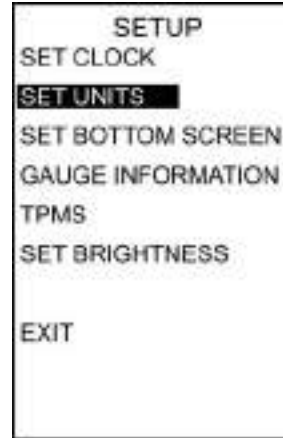 SETUP
SET CLOCK
SET UNITS
SET BOTTOM SCREEN
GAUGE INFORMATION
TPMS
SET BRIGHTNESS
EXIT